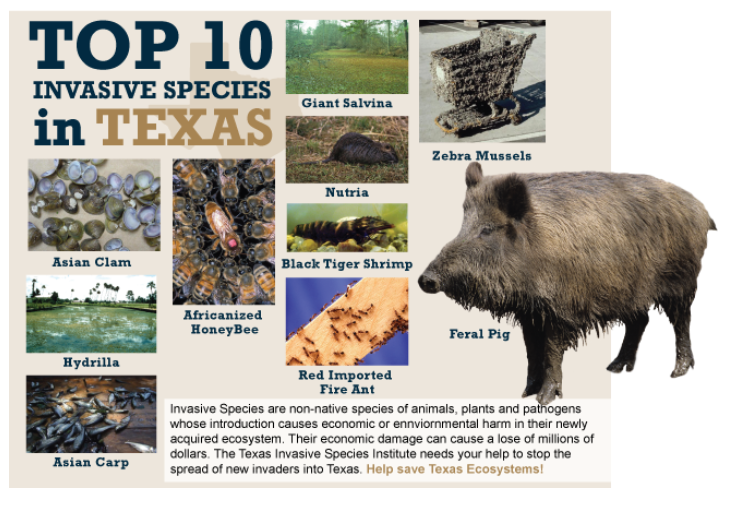 TOP 10
INVASIVE SPECIES
in TEXAS
Giant Salvina
Zebra Mussels
Nutria
Asian Clam
Africanized
HoneyBee
Black Tiger Shrimp
Hydrilla
Red Imported
Fire Ant
Feral Pig
Asian Carp
Invasive Species are non-native species of animals, plants and pathogens
whose introduction causes economic or ennviornmental harm in their newly
acquired ecosystem. Their economic damage can cause a lose of millions of
dollars. The Texas Invasive Species Institute needs your help to stop the
spread of new invaders into Texas. Help save Texas Ecosystems!